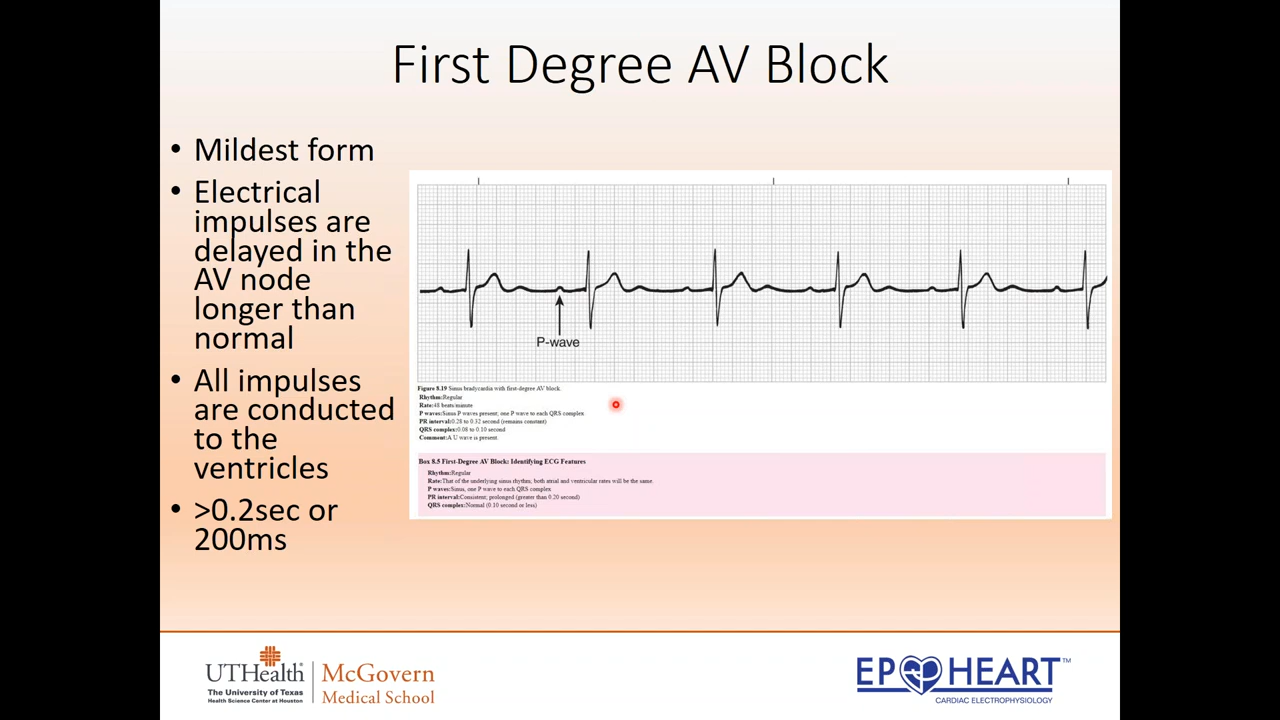 First Degree AV Block
• Mildest form
• Electrical
impulses are
delayed in the
AV node
longer than
normal
• All impulses
are conducted
to the
ventricles
• >0.2sec or
200ms
P-wave
Figure 8.19 Sinus bradycardia with first-degree AV block.
Rhythm:Regular
Rate:48 beats/minute
P waves:Sinus P waves present; one P wave to each QRS complex
PR interval:0.28 to 0.32 second (remains constant)
QRS complex:0.08 to 0.10 second
Comment:A U wave is present.
Box 8.5 First-Degree AV Block: Identifying ECG Features
Rhythm:Regular
Rate:That of the underlying sinus rhythm; both atrial and ventricular rates will be the same.
P waves:Sinus, one P wave to each QRS complex
PR interval:Consistent; prolonged (greater than 0.20 second)
QRS complex:Normal (0.10 second or less)
UTHealth
The University of Texas
Health Science Center at Houston
McGovern
Medical School
EP HEART™
CARDIAC ELECTROPHYSIOLOGY